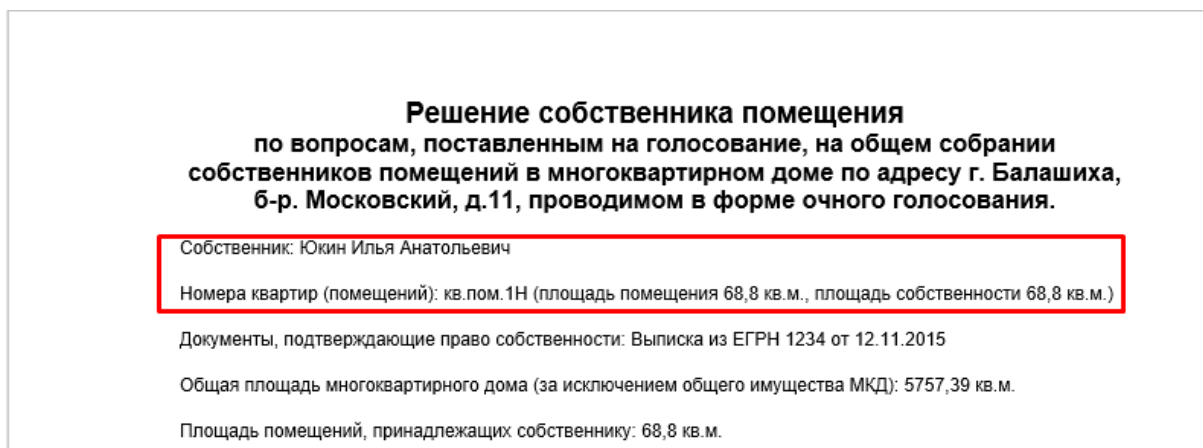 Решение собственника помещения
по вопросам, поставленным на голосование, на общем собрании
собственников помещений в многоквартирном доме по адресу г. Балашиха,
б-р. Московский, д.11, проводимом в форме очного голосования.
Собственник: Юкин Илья Анатольевич
Номера квартир (помещений): кв.пом.1Н (площадь помещения 68,8 кв.м., площадь собственности 68,8 кв.м.)
Документы, подтверждающие право собственности: Выписка из ЕГРН 1234 от 12.11.2015
Общая площадь многоквартирного дома (за исключением общего имущества МКД): 5757,39 кв.м.
Площадь помещений, принадлежащих собственнику: 68,8 кв.м.